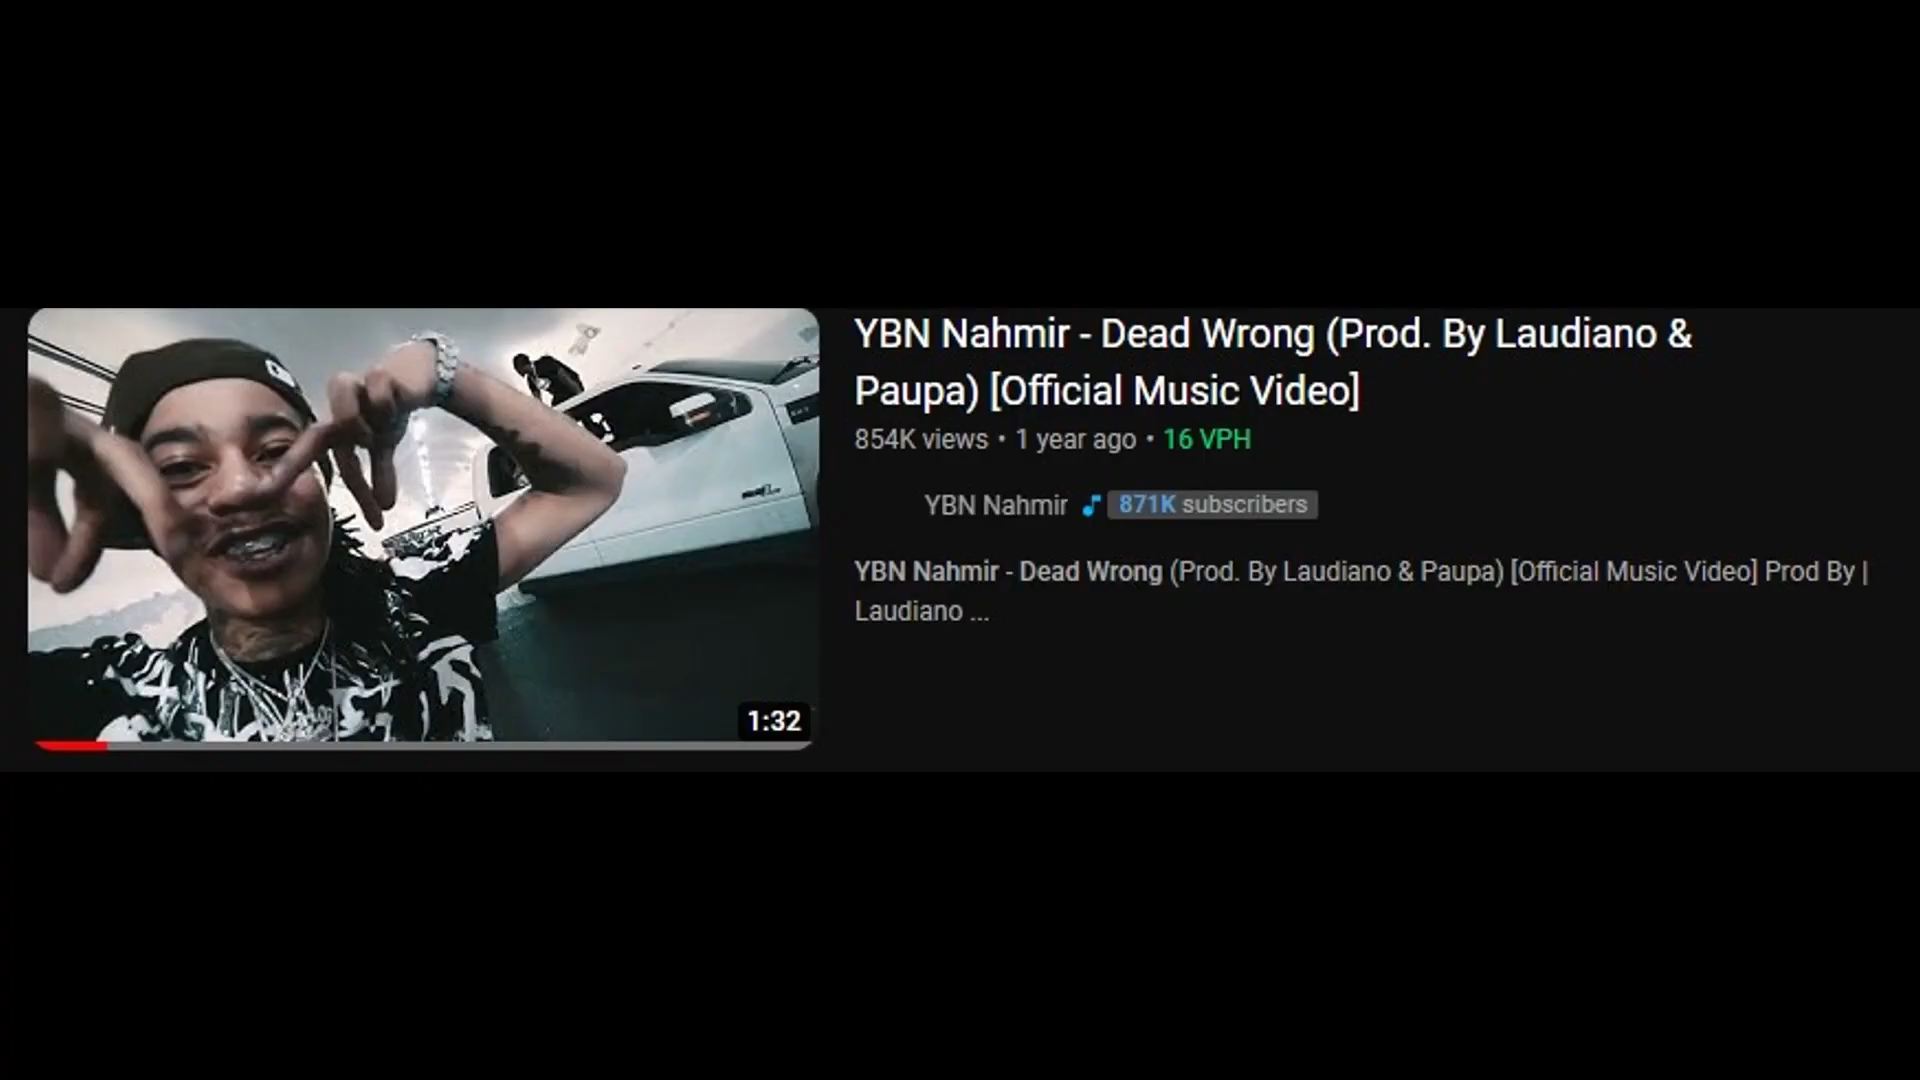 YBN Nahmir - Dead Wrong (Prod. By Laudiano &
Paupa) [Official Music Video]
854K views • 1 year ago • 16 VPH
YBN Nahmir 871K subscribers
YBN Nahmir - Dead Wrong (Prod. By Laudiano & Paupa) [Official Music Video] Prod By |
Laudiano ...
1:32